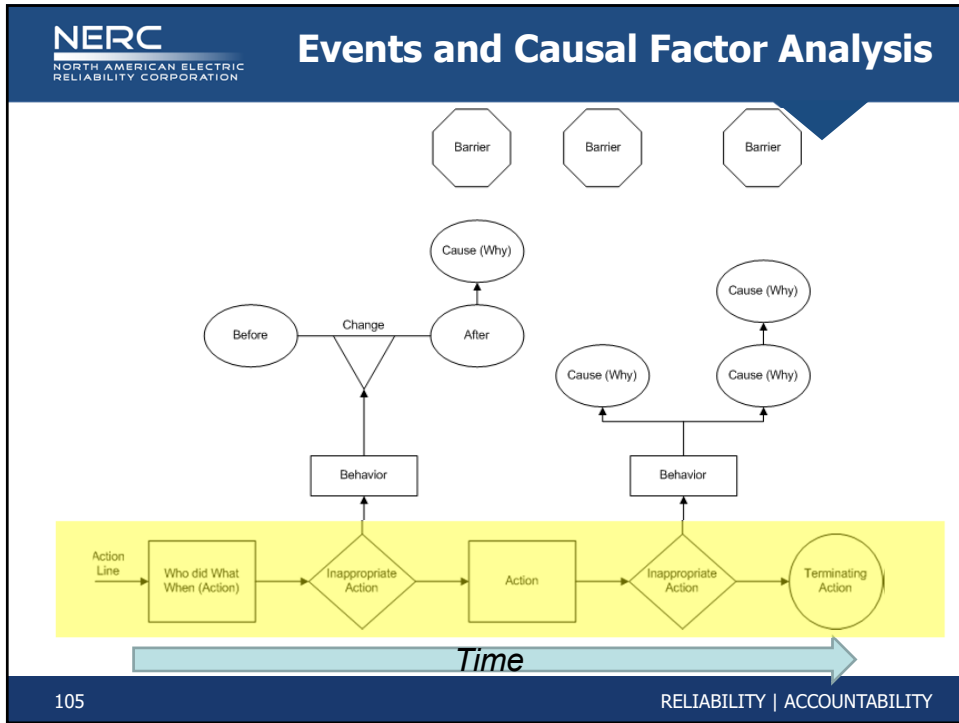 NERC
NORTH AMERICAN ELECTRIC
RELIABILITY CORPORATION
Events and Causal Factor Analysis
Barrier
Barrier
Barrier
Cause (Why)
Cause (Why)
Before
Change
After
Cause (Why)
Cause (Why)
Behavior
Behavior
Action
Line
Who did What
When (Action)
Inappropriate
Action
Action
Inappropriate
Action
Terminating
Action
Time
105
RELIABILITY | ACCOUNTABILITY